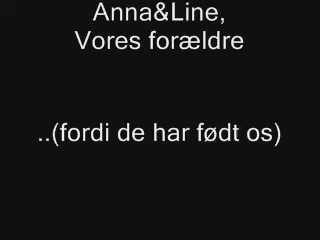 Anna&Line,
Vores forældre
..(fordi de har født os)